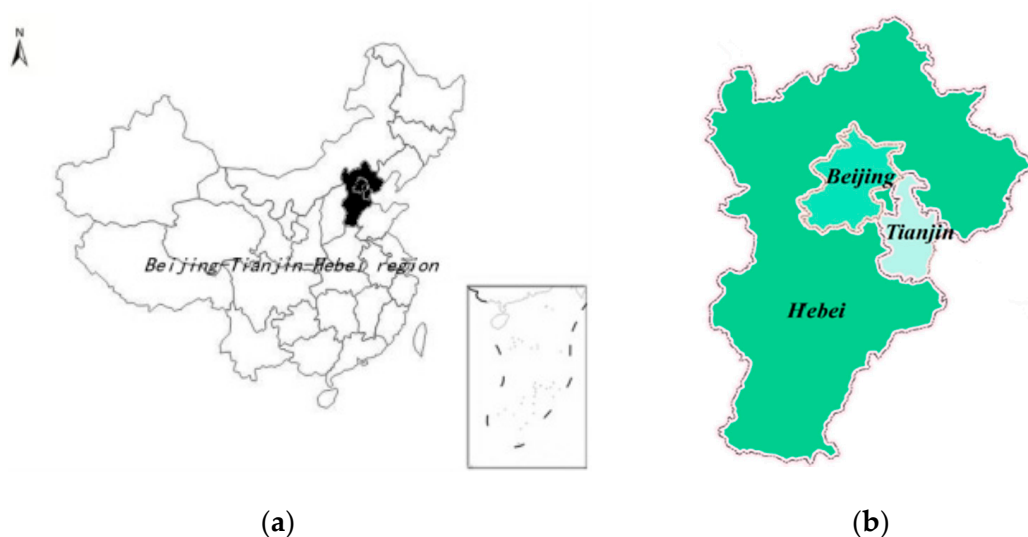 N
Beijing-Tianjin-Hebei region
Beijing
Tianjin
Hebei
(a)
(b)